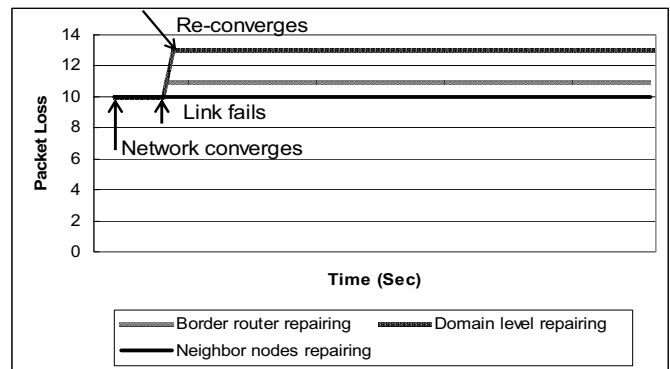 Re-converges
14
12
10
8
6
4
2
0
Packet Loss
Link fails
Network converges
Time (Sec)
Border router repairing
Domain level repairing
Neighbor nodes repairing